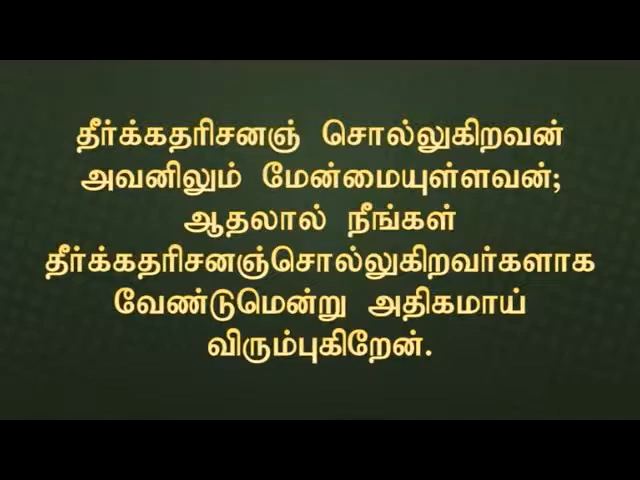 தீர்க்கதரிசனஞ் சொல்லுகிறவன்
அவனிலும் மேன்மையுள்ளவன்;
ஆதலால் நீங்கள்
தீர்க்கதரிசனஞ்சொல்லுகிறவர்களாக
வேண்டுமென்று அதிகமாய்
விரும்புகிறேன்.